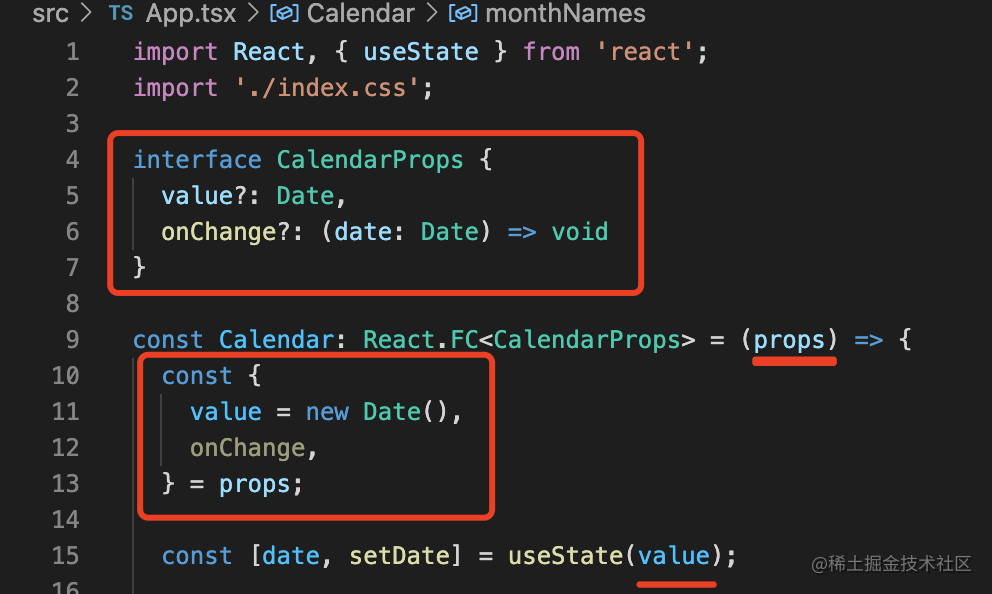 src > TS App.tsx > Calendar > monthNames
1 import React, { useState } from 'react';
2 import './index.css';
3
4 interface CalendarProps {
5 value?: Date,
6 onChange?: (date: Date) => void
7 }
8
9 const Calendar: React.FC<CalendarProps> = (props) => {
10 const {
11 value = new Date(),
12 onChange,
13 } = props;
14
15 const [date, setDate] = useState(value);
16
@稀土掘金技术社区